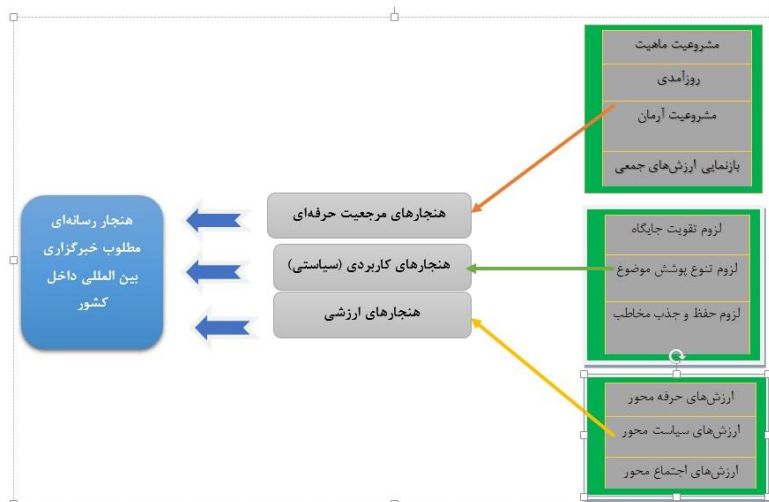 مشروعیت ماهیت
روزآمدی
مشروعیت آرمان
بازنمایی ارزش‌های جمعی
هنجارهای مرجعیت حرفه‌ای
هنجارهای کاربردی (سیاستی)
هنجارهای ارزشی
هنجار رسانه‌ای
مطلوب خبرگزاری
بین المللی داخل
کشور
لزوم تقویت جایگاه
لزوم تنوع پوشش موضوع
لزوم حفظ و جذب مخاطب
ارزش‌های حرفه محور
ارزش‌های سیاست محور
ارزش‌های اجتماع محور